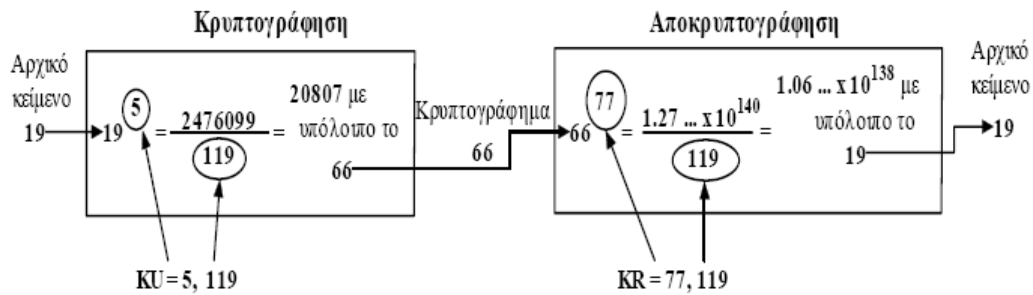 Κρυπτογράφηση
Αρχικό
κείμενο
19
19
5
=
2476099
119
=
20807 με
υπόλοιπο το
66
KU = 5, 119
Κρυπτογράφημα
66
Αποκρυπτογράφηση
66
77
=
1.27 ... x 10^140
119
=
1.06 ... x 10^138 με
υπόλοιπο το
19
KR = 77, 119
Αρχικό
κείμενο
19